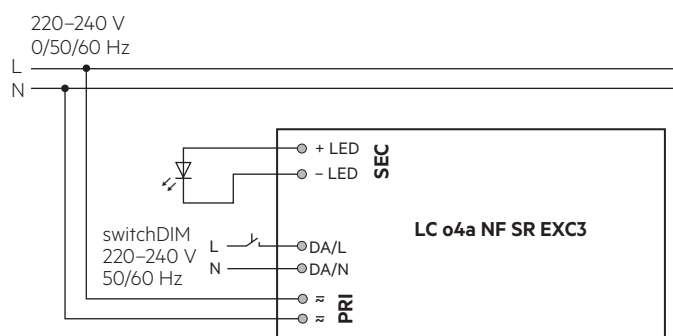 220–240 V
0/50/60 Hz
L
N
+ LED
– LED
SEC
LC o4a NF SR EXC3
switchDIM
220–240 V
50/60 Hz
L
DA/L
N
DA/N
PRI